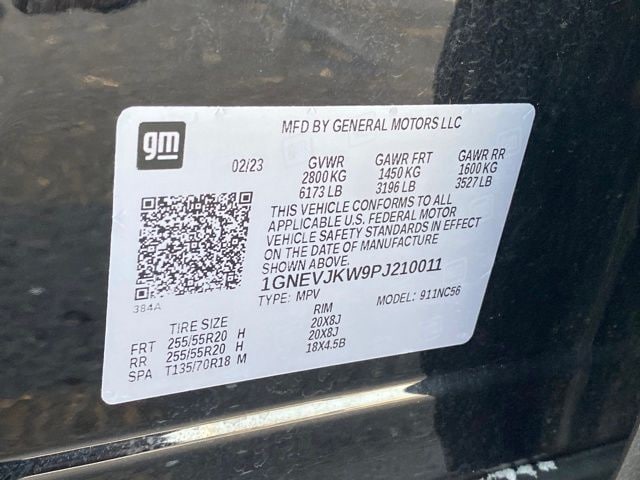 gm
MFD BY GENERAL MOTORS LLC
02/23 GVWR GAWR FRT GAWR RR
2800 KG 1450 KG 1600 KG
6173 LB 3196 LB 3527 LB
THIS VEHICLE CONFORMS TO ALL
APPLICABLE U.S. FEDERAL MOTOR
VEHICLE SAFETY STANDARDS IN EFFECT
ON THE DATE OF MANUFACTURE
SHOWN ABOVE.
1GNEVJKW9PJ210011
384A TYPE: MPV MODEL: 911NC56
TIRE SIZE RIM
FRT 255/55R20 H 20X8J
RR 255/55R20 H 20X8J
SPA T135/70R18 M 18X4.5B